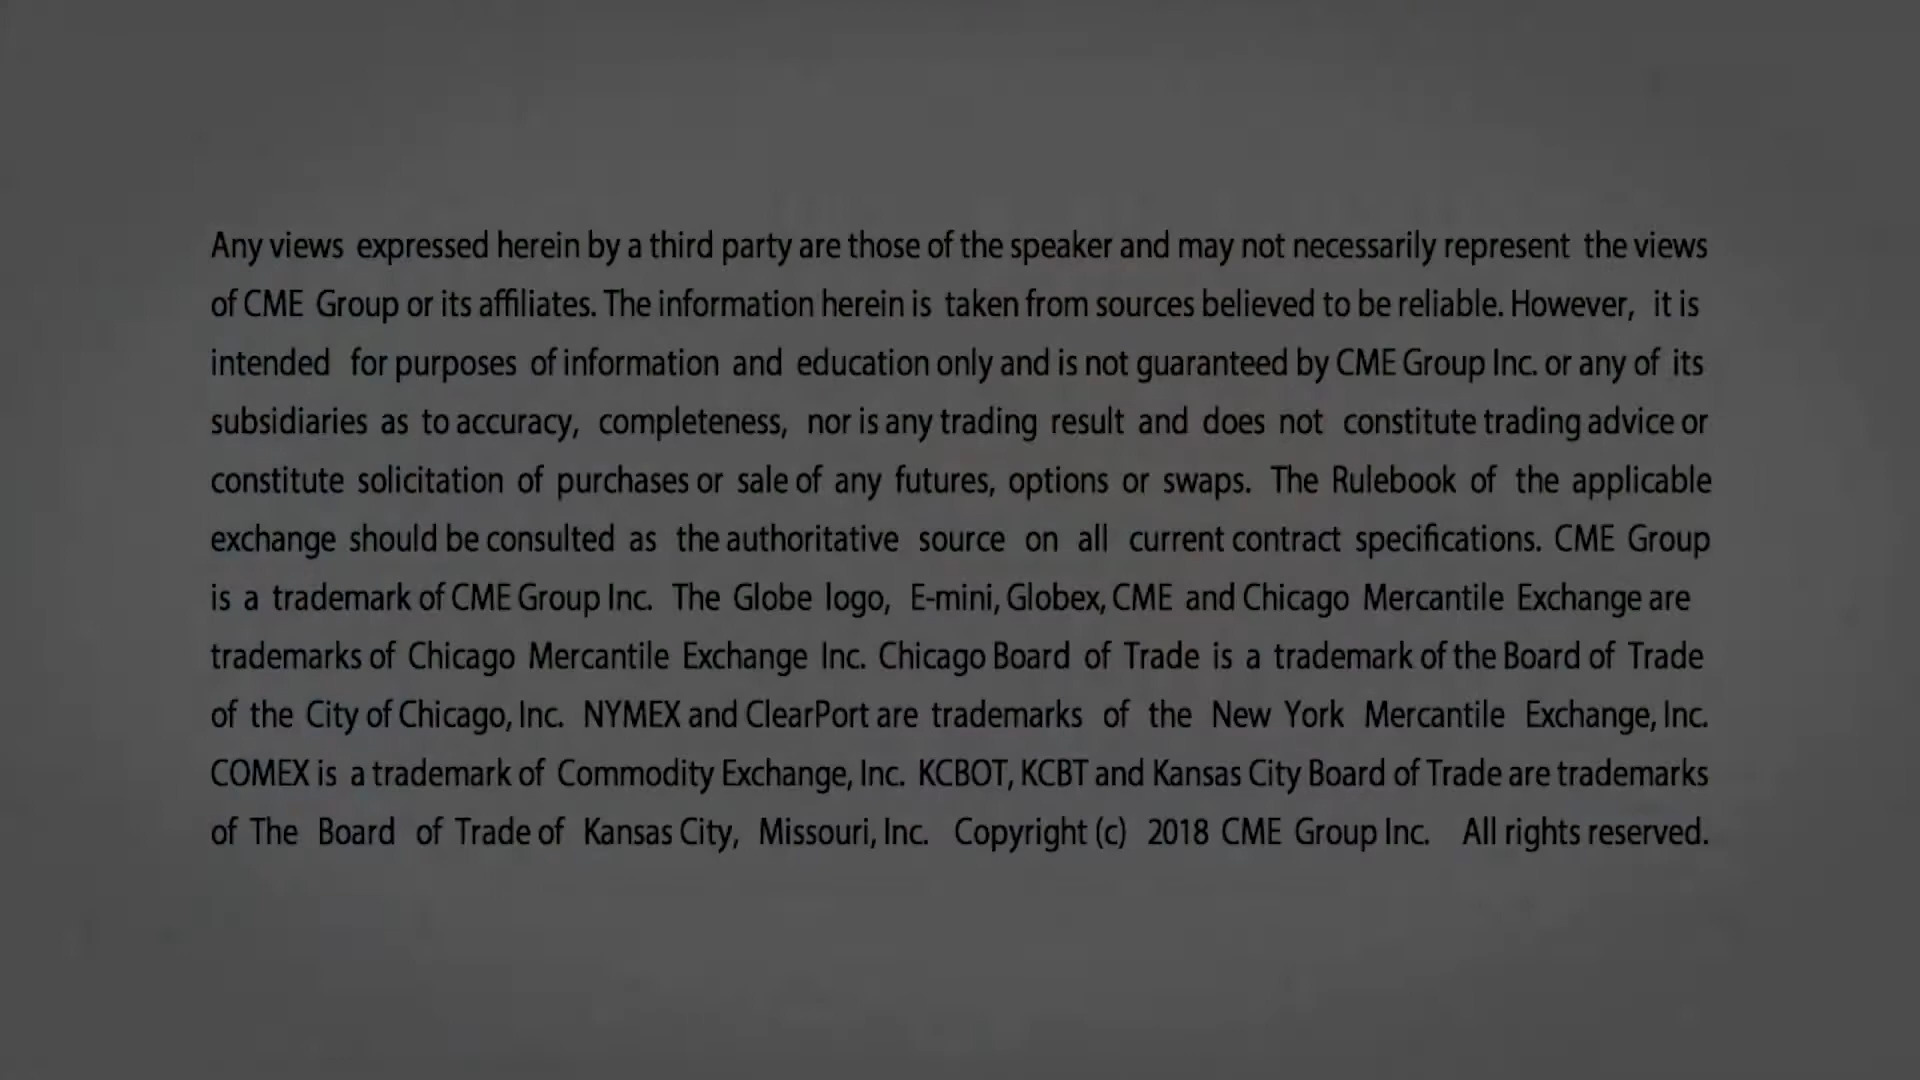 Any views expressed herein by a third party are those of the speaker and may not necessarily represent the views
of CME Group or its affiliates. The information herein is taken from sources believed to be reliable. However, it is
intended for purposes of information and education only and is not guaranteed by CME Group Inc. or any of its
subsidiaries as to accuracy, completeness, nor is any trading result and does not constitute trading advice or
constitute solicitation of purchases or sale of any futures, options or swaps. The Rulebook of the applicable
exchange should be consulted as the authoritative source on all current contract specifications. CME Group
is a trademark of CME Group Inc. The Globe logo, E-mini, Globex, CME and Chicago Mercantile Exchange are
trademarks of Chicago Mercantile Exchange Inc. Chicago Board of Trade is a trademark of the Board of Trade
of the City of Chicago, Inc. NYMEX and ClearPort are trademarks of the New York Mercantile Exchange, Inc.
COMEX is a trademark of Commodity Exchange, Inc. KCBOT, KCBT and Kansas City Board of Trade are trademarks
of The Board of Trade of Kansas City, Missouri, Inc. Copyright (c) 2018 CME Group Inc. All rights reserved.